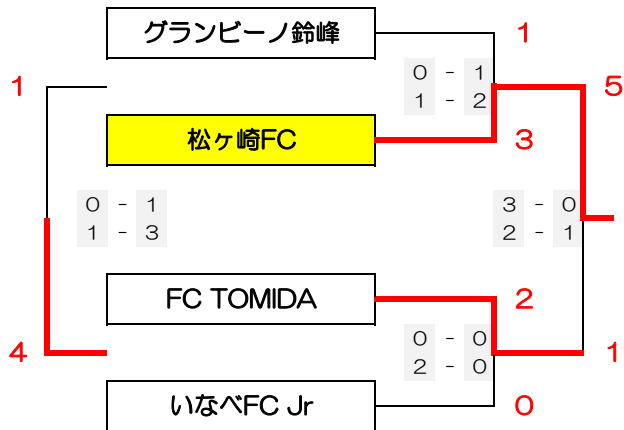 グランビーノ鈴峰
1
0 - 1
1 - 2
1
5
松ヶ崎FC
3
0 - 1
1 - 3
3 - 0
2 - 1
FC TOMIDA
2
0 - 0
2 - 0
4
1
いなべFC Jr
0